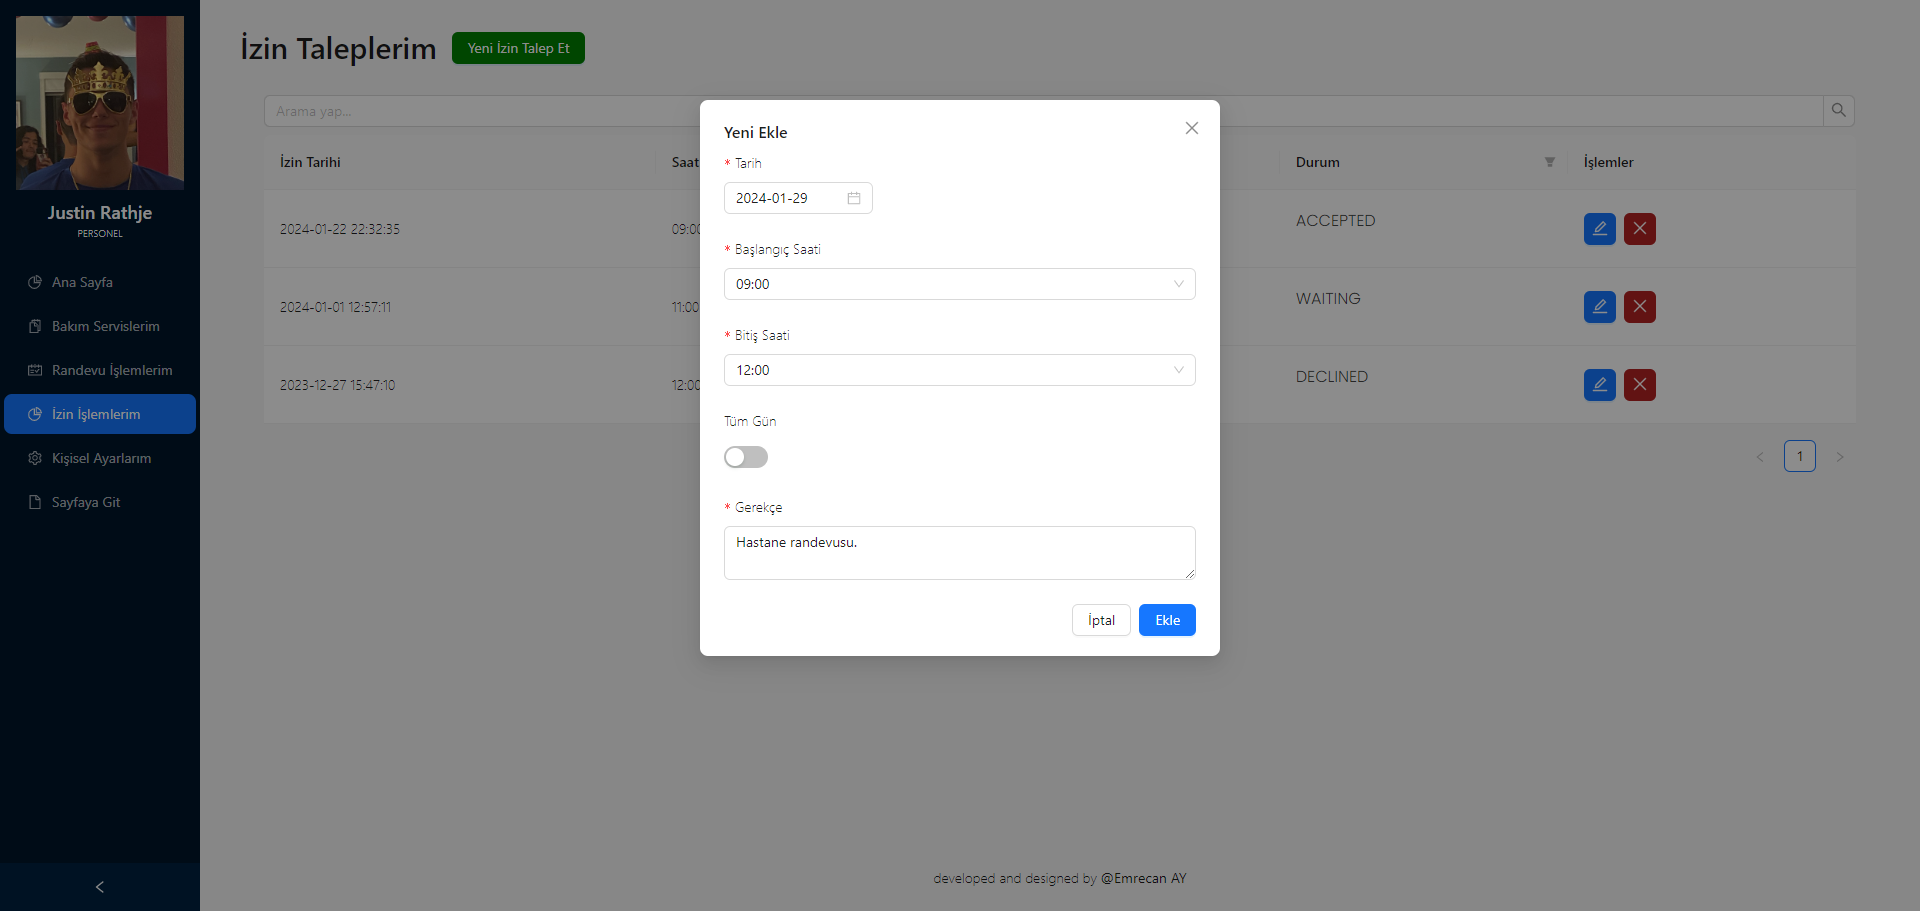 Justin Rathje
PERSONEL
Ana Sayfa
Bakım Servislerim
Randevu İşlemlerim
İzin İşlemlerim
Kişisel Ayarlarım
Sayfaya Git
İzin Taleplerim
Yeni İzin Talep Et
Arama yap...
İzin Tarihi
Saat
Durum
İşlemler
2024-01-22 22:32:35
09:00
ACCEPTED
2024-01-01 12:57:11
11:00
WAITING
2023-12-27 15:47:10
12:00
DECLINED
1
Yeni Ekle
* Tarih
2024-01-29
* Başlangıç Saati
09:00
* Bitiş Saati
12:00
Tüm Gün
* Gerekçe
Hastane randevusu.
İptal
Ekle
developed and designed by @Emrecan AY